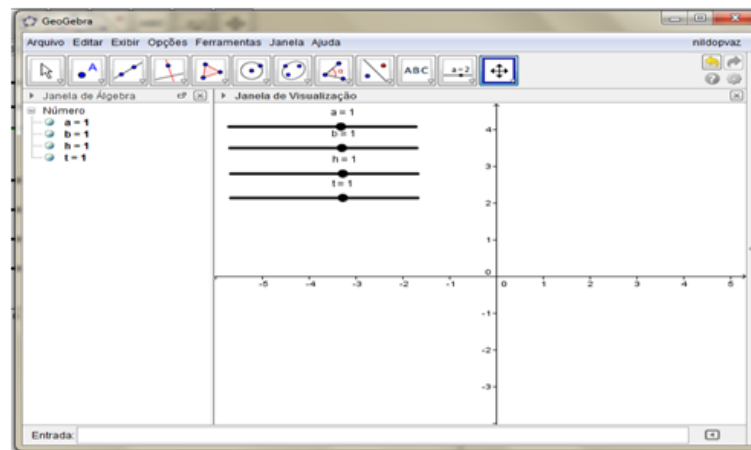 GeoGebra
Arquivo Editar Exibir Opções Ferramentas Janela Ajuda nildopvaz
ABC a=2
Janela de Álgebra Janela de Visualização
Número
a = 1
b = 1
h = 1
t = 1
a = 1
b = 1
h = 1
t = 1
4
3
2
1
0
-5 -4 -3 -2 -1 0 1 2 3 4 5
-1
-2
-3
Entrada: